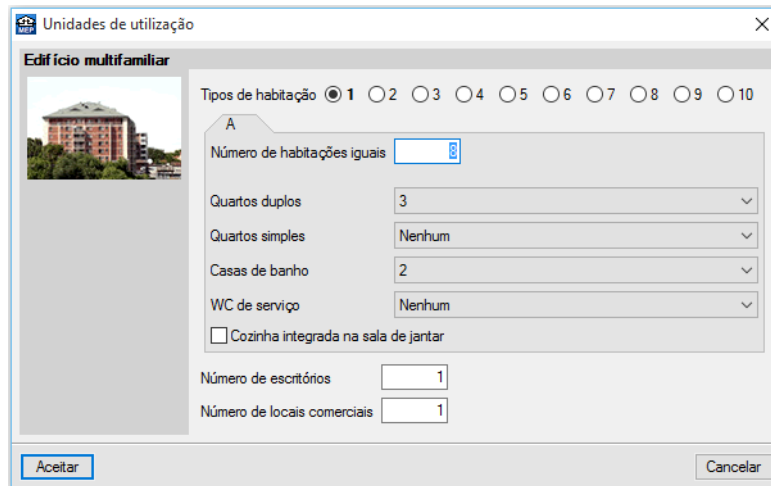 MEP Unidades de utilização
Edifício multifamiliar
Tipos de habitação 1 2 3 4 5 6 7 8 9 10
A
Número de habitações iguais 8
Quartos duplos 3
Quartos simples Nenhum
Casas de banho 2
WC de serviço Nenhum
Cozinha integrada na sala de jantar
Número de escritórios 1
Número de locais comerciais 1
Aceitar Cancelar